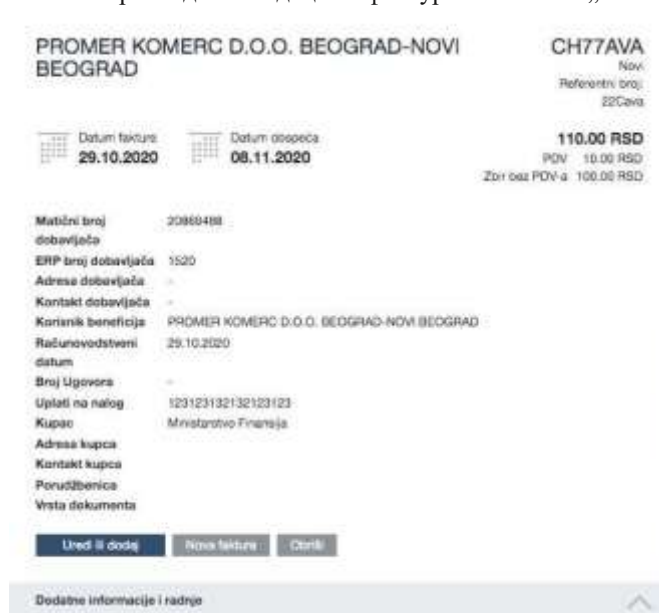 PROMER KOMERC D.O.O. BEOGRAD-NOVI
BEOGRAD
CH77AVA
Novi
Referentni broj:
22Cava
Datum fakture
29.10.2020
Datum dospeća
08.11.2020
110.00 RSD
PDV 10.00 RSD
Zbir bez PDV-a 100.00 RSD
Matični broj
dobavljača
ERP broj dobavljača 1520
Adresa dobavljača -
Kontakt dobavljača -
Korisnik beneficija PROMER KOMERC D.O.O. BEOGRAD-NOVI BEOGRAD
Računovodstveni 29.10.2020
datum
Broj Ugovora -
Uplati na nalog 123123132132123123
Kupac Ministarstvo Finansija
Adresa kupca
Kontakt kupca
Porudžbenica
Vrsta dokumenta
Uredi ili dodaj Nova faktura Obriši
Dodatne informacije i radnje